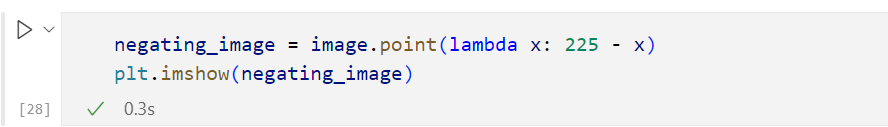 negating_image = image.point(lambda x: 225 - x)
plt.imshow(negating_image)
[28]
0.3s